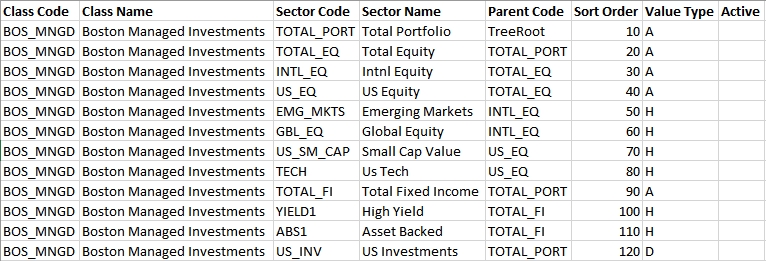 Class Code Class Name Sector Code Sector Name Parent Code Sort Order Value Type Active
BOS_MNGD Boston Managed Investments TOTAL_PORT Total Portfolio TreeRoot 10 A
BOS_MNGD Boston Managed Investments TOTAL_EQ Total Equity TOTAL_PORT 20 A
BOS_MNGD Boston Managed Investments INTL_EQ Intnl Equity TOTAL_EQ 30 A
BOS_MNGD Boston Managed Investments US_EQ US Equity TOTAL_EQ 40 A
BOS_MNGD Boston Managed Investments EMG_MKTS Emerging Markets INTL_EQ 50 H
BOS_MNGD Boston Managed Investments GBL_EQ Global Equity INTL_EQ 60 H
BOS_MNGD Boston Managed Investments US_SM_CAP Small Cap Value US_EQ 70 H
BOS_MNGD Boston Managed Investments TECH Us Tech US_EQ 80 H
BOS_MNGD Boston Managed Investments TOTAL_FI Total Fixed Income TOTAL_PORT 90 A
BOS_MNGD Boston Managed Investments YIELD1 High Yield TOTAL_FI 100 H
BOS_MNGD Boston Managed Investments ABS1 Asset Backed TOTAL_FI 110 H
BOS_MNGD Boston Managed Investments US_INV US Investments TOTAL_PORT 120 D